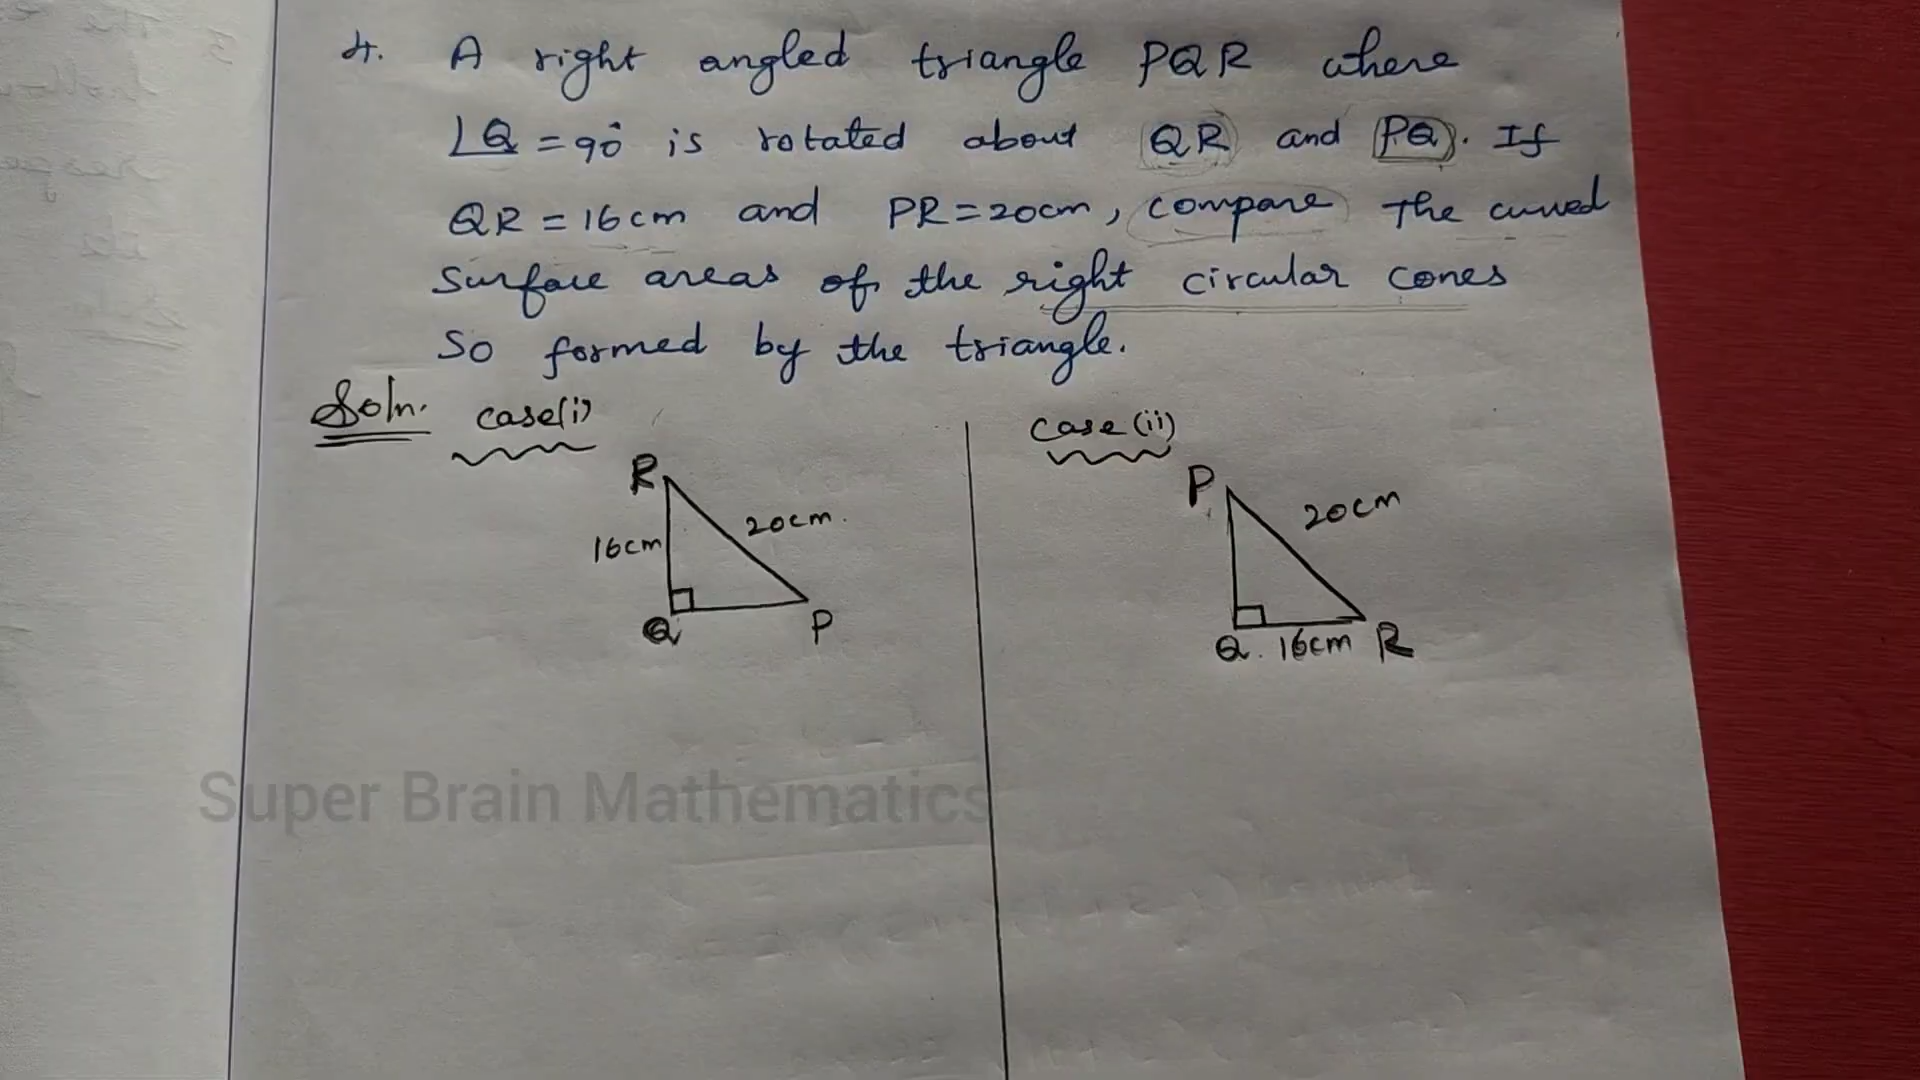 4. A right angled triangle PQR where
∠Q = 90° is rotated about QR and PQ. If
QR = 16cm and PR = 20cm, compare the curved
surface areas of the right circular cones
so formed by the triangle.
Soln. case(i)
R
20cm.
16cm
Q
P
case (ii)
P
20cm
Q. 16cm R
Super Brain Mathematics